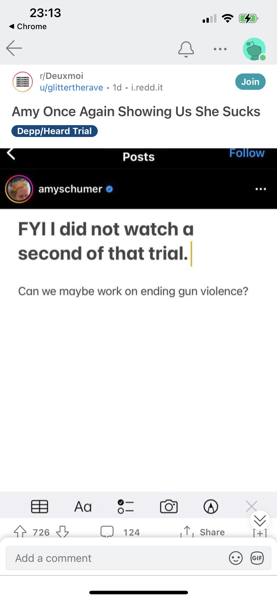 23:13
Chrome
r/Deuxmoi
u/glittertherave • 1d • i.redd.it
Join
Amy Once Again Showing Us She Sucks
Depp/Heard Trial
Posts
Follow
amyschumer
FYI I did not watch a
second of that trial.
Can we maybe work on ending gun violence?
Aa
726
124
Share
[+]
Add a comment
GIF